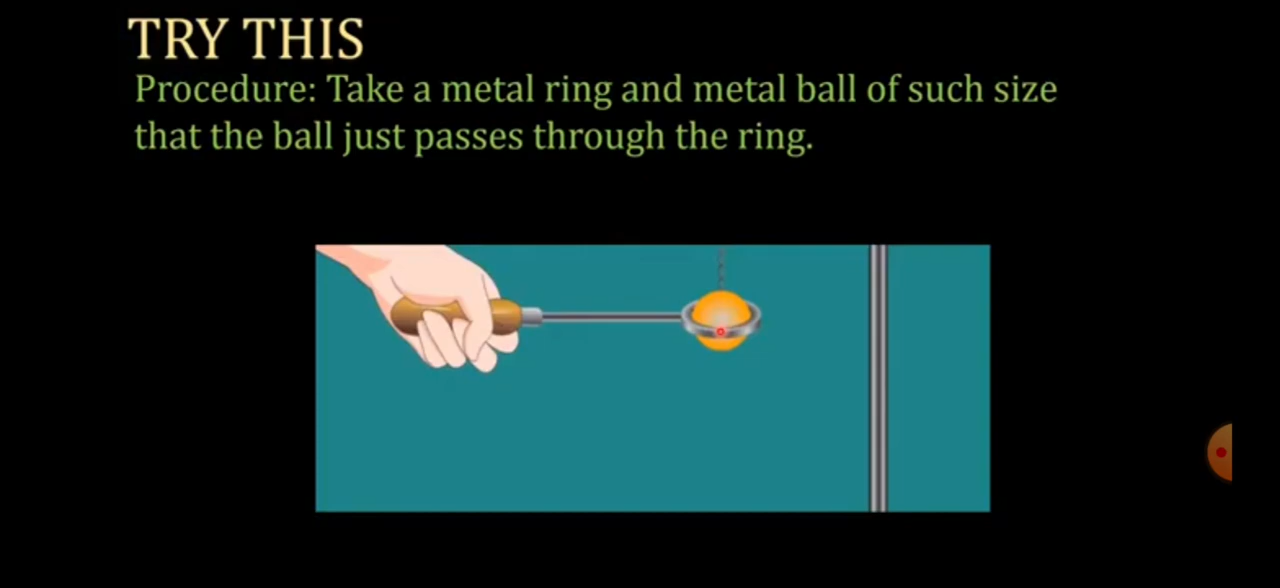 TRY THIS
Procedure: Take a metal ring and metal ball of such size
that the ball just passes through the ring.